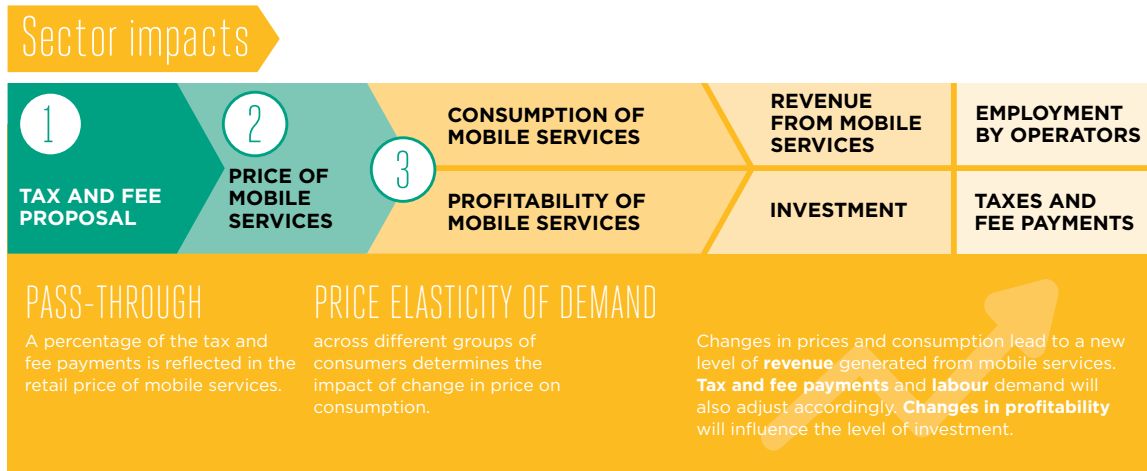 Sector impacts
1
TAX AND FEE
PROPOSAL
2
PRICE OF
MOBILE
SERVICES
3
CONSUMPTION OF
MOBILE SERVICES
PROFITABILITY OF
MOBILE SERVICES
REVENUE
FROM MOBILE
SERVICES
INVESTMENT
EMPLOYMENT
BY OPERATORS
TAXES AND
FEE PAYMENTS
PASS-THROUGH
A percentage of the tax and
fee payments is reflected in the
retail price of mobile services.
PRICE ELASTICITY OF DEMAND
across different groups of
consumers determines the
impact of change in price on
consumption.
Changes in prices and consumption lead to a new
level of revenue generated from mobile services.
Tax and fee payments and labour demand will
also adjust accordingly. Changes in profitability
will influence the level of investment.